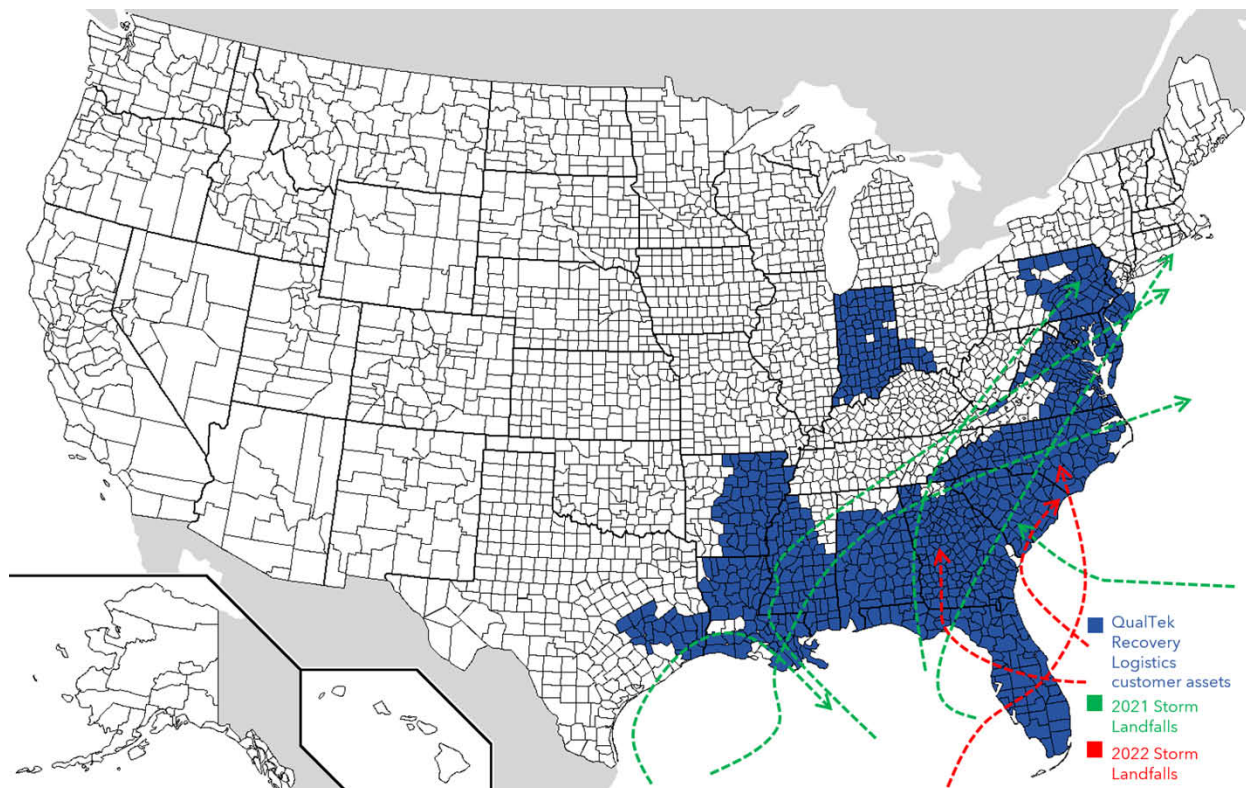 QualTek
Recovery
Logistics
customer assets
2021 Storm
Landfalls
2022 Storm
Landfalls